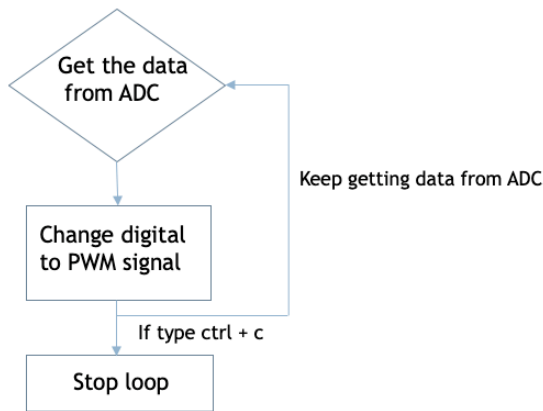 Get the data
from ADC
Keep getting data from ADC
Change digital
to PWM signal
If type ctrl + c
Stop loop